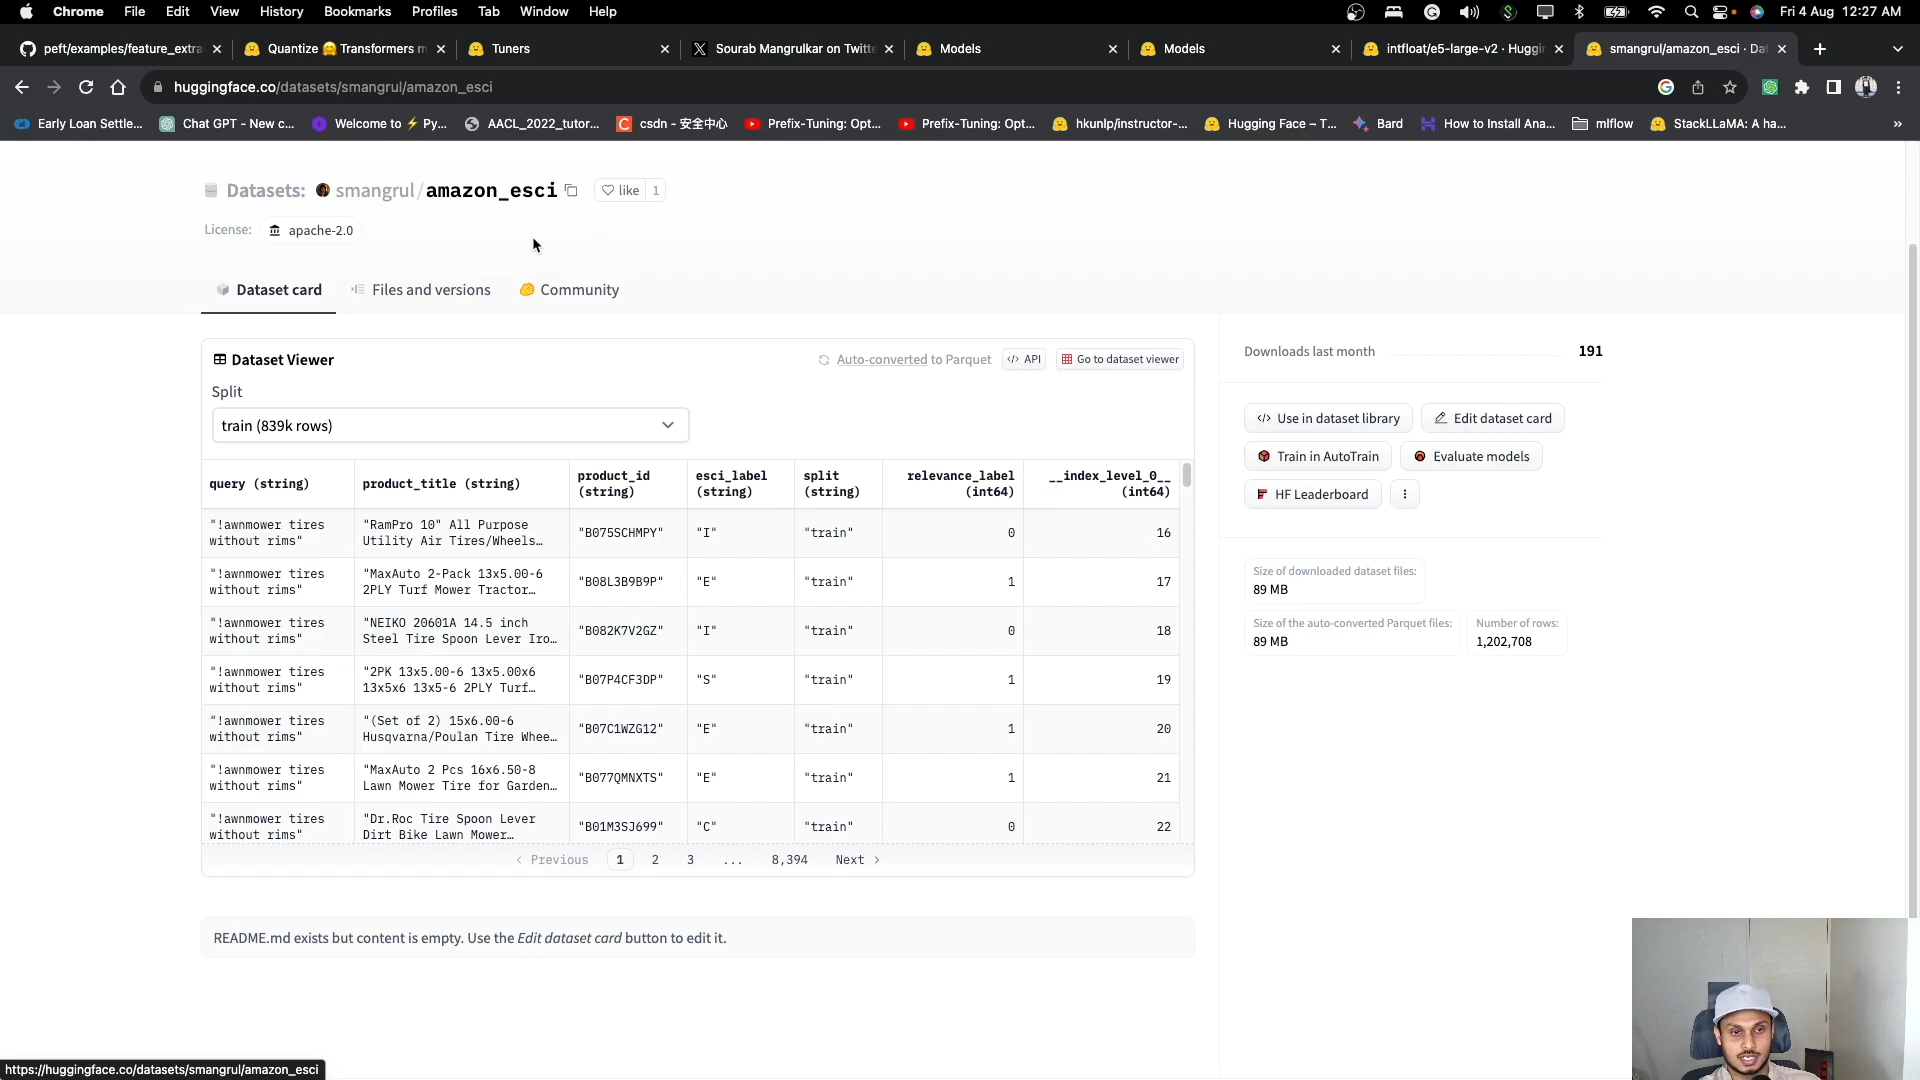 Chrome File Edit View History Bookmarks Profiles Tab Window Help Fri 4 Aug 12:27 AM
peft/examples/feature_extra Quantize 🤗 Transformers m Tuners Sourab Mangrulkar on Twitte Models Models intfloat/e5-large-v2 · Huggin smangrul/amazon_esci · Dat
huggingface.co/datasets/smangrul/amazon_esci
Early Loan Settle... Chat GPT - New c... Welcome to ⚡ Py... AACL_2022_tutor... csdn - 安全中心 Prefix-Tuning: Opt... Prefix-Tuning: Opt... hkunlp/instructor-... Hugging Face – T... Bard How to Install Ana... mlflow StackLLaMA: A ha... »
Datasets: smangrul/amazon_esci like 1
License: apache-2.0
Dataset card Files and versions Community
Dataset Viewer Auto-converted to Parquet </> API Go to dataset viewer
Split
train (839k rows)
query (string) product_title (string) product_id (string) esci_label (string) split (string) relevance_label (int64) __index_level_0__ (int64)
"!awnmower tires without rims" "RamPro 10" All Purpose Utility Air Tires/Wheels… "B075SCHMPY" "I" "train" 0 16
"!awnmower tires without rims" "MaxAuto 2-Pack 13x5.00-6 2PLY Turf Mower Tractor… "B08L3B9B9P" "E" "train" 1 17
"!awnmower tires without rims" "NEIKO 20601A 14.5 inch Steel Tire Spoon Lever Iro… "B082K7V2GZ" "I" "train" 0 18
"!awnmower tires without rims" "2PK 13x5.00-6 13x5.00x6 13x5x6 13x5-6 2PLY Turf… "B07P4CF3DP" "S" "train" 1 19
"!awnmower tires without rims" "(Set of 2) 15x6.00-6 Husqvarna/Poulan Tire Whee… "B07C1WZG12" "E" "train" 1 20
"!awnmower tires without rims" "MaxAuto 2 Pcs 16x6.50-8 Lawn Mower Tire for Garden… "B077QMNXTS" "E" "train" 1 21
"!awnmower tires without rims" "Dr.Roc Tire Spoon Lever Dirt Bike Lawn Mower… "B01M3SJ699" "C" "train" 0 22
< Previous 1 2 3 ... 8,394 Next >
README.md exists but content is empty. Use the Edit dataset card button to edit it.
Downloads last month 191
</> Use in dataset library Edit dataset card
Train in AutoTrain Evaluate models
HF Leaderboard
Size of downloaded dataset files:
89 MB
Size of the auto-converted Parquet files: Number of rows:
89 MB 1,202,708
https://huggingface.co/datasets/smangrul/amazon_esci